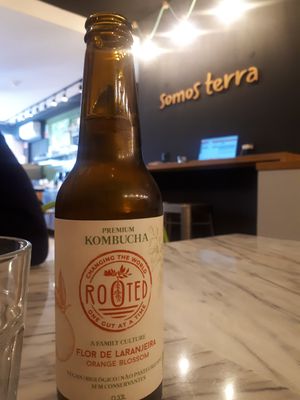 somos terra
PREMIUM
KOMBUCHA
CHANGING THE WORLD
ROOTED
ONE GUT AT A TIME
A FAMILY CULTURE
FLOR DE LARANJEIRA
ORANGE BLOSSOM
SEM CONSERVANTES